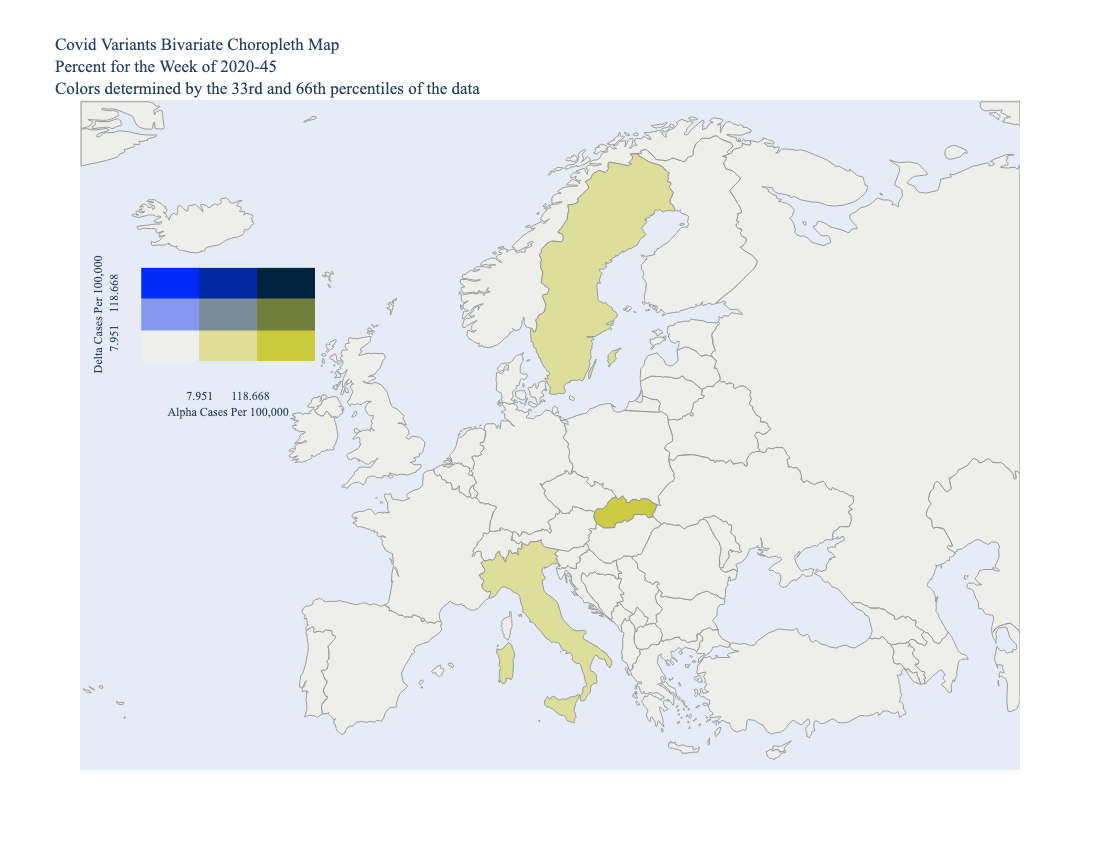 Covid Variants Bivariate Choropleth Map
Percent for the Week of 2020-45
Colors determined by the 33rd and 66th percentiles of the data
Delta Cases Per 100,000
7.951 118.668
7.951 118.668
Alpha Cases Per 100,000